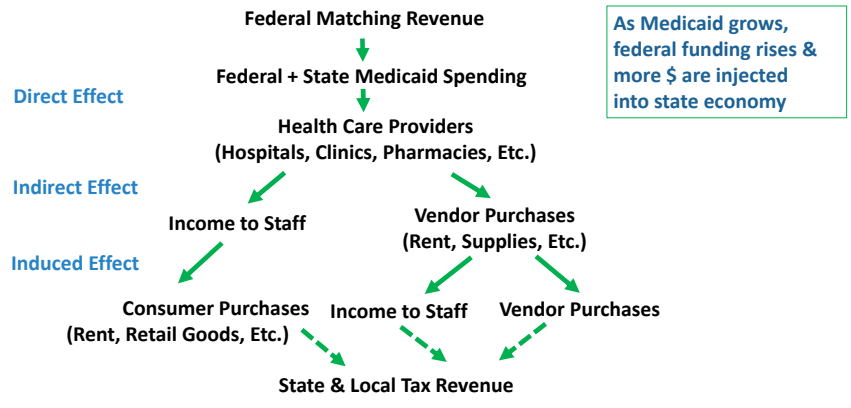 Federal Matching Revenue
As Medicaid grows,
federal funding rises &
more $ are injected
into state economy
Federal + State Medicaid Spending
Direct Effect
Health Care Providers
(Hospitals, Clinics, Pharmacies, Etc.)
Indirect Effect
Income to Staff
Vendor Purchases
(Rent, Supplies, Etc.)
Induced Effect
Consumer Purchases
(Rent, Retail Goods, Etc.)
Income to Staff
Vendor Purchases
State & Local Tax Revenue